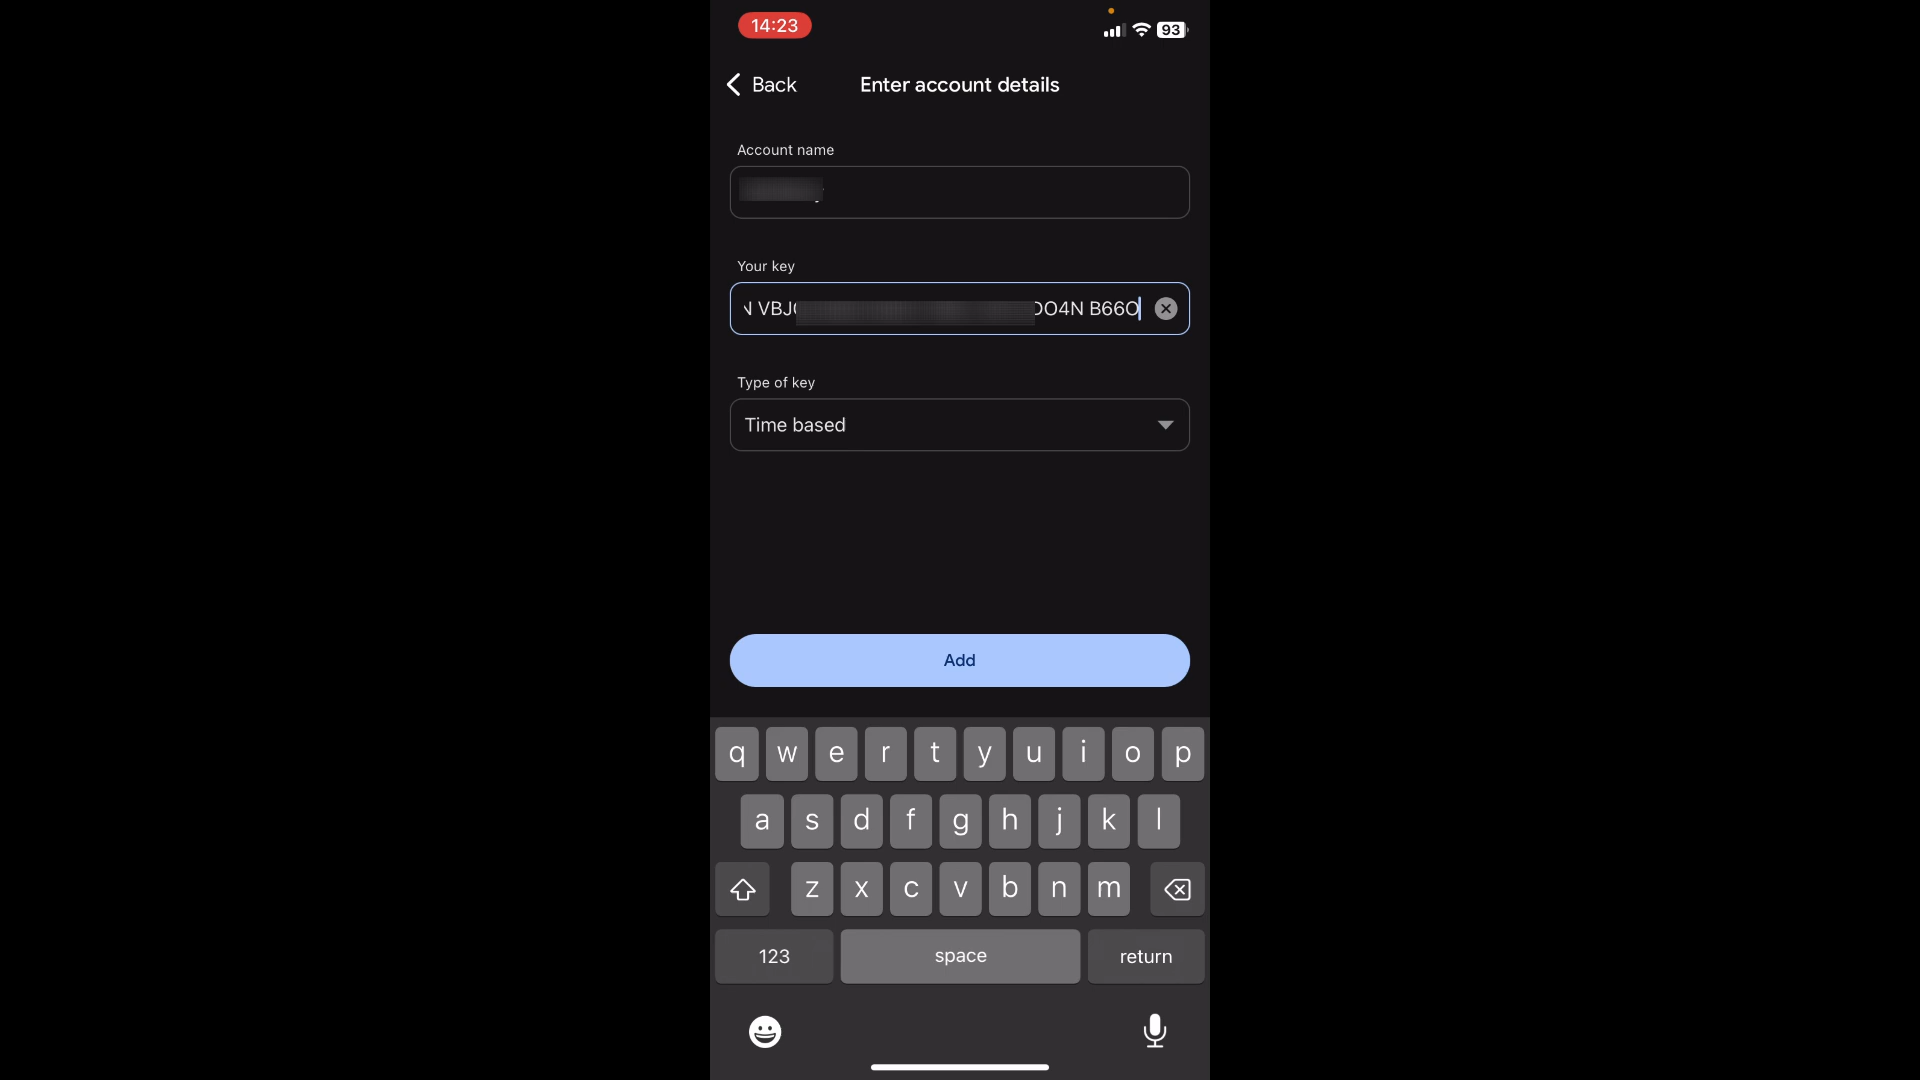 14:23
93
Back
Enter account details
Account name
Your key
VBJ O4N B66O
Type of key
Time based
Add
q w e r t y u i o p
a s d f g h j k l
z x c v b n m
123 space return